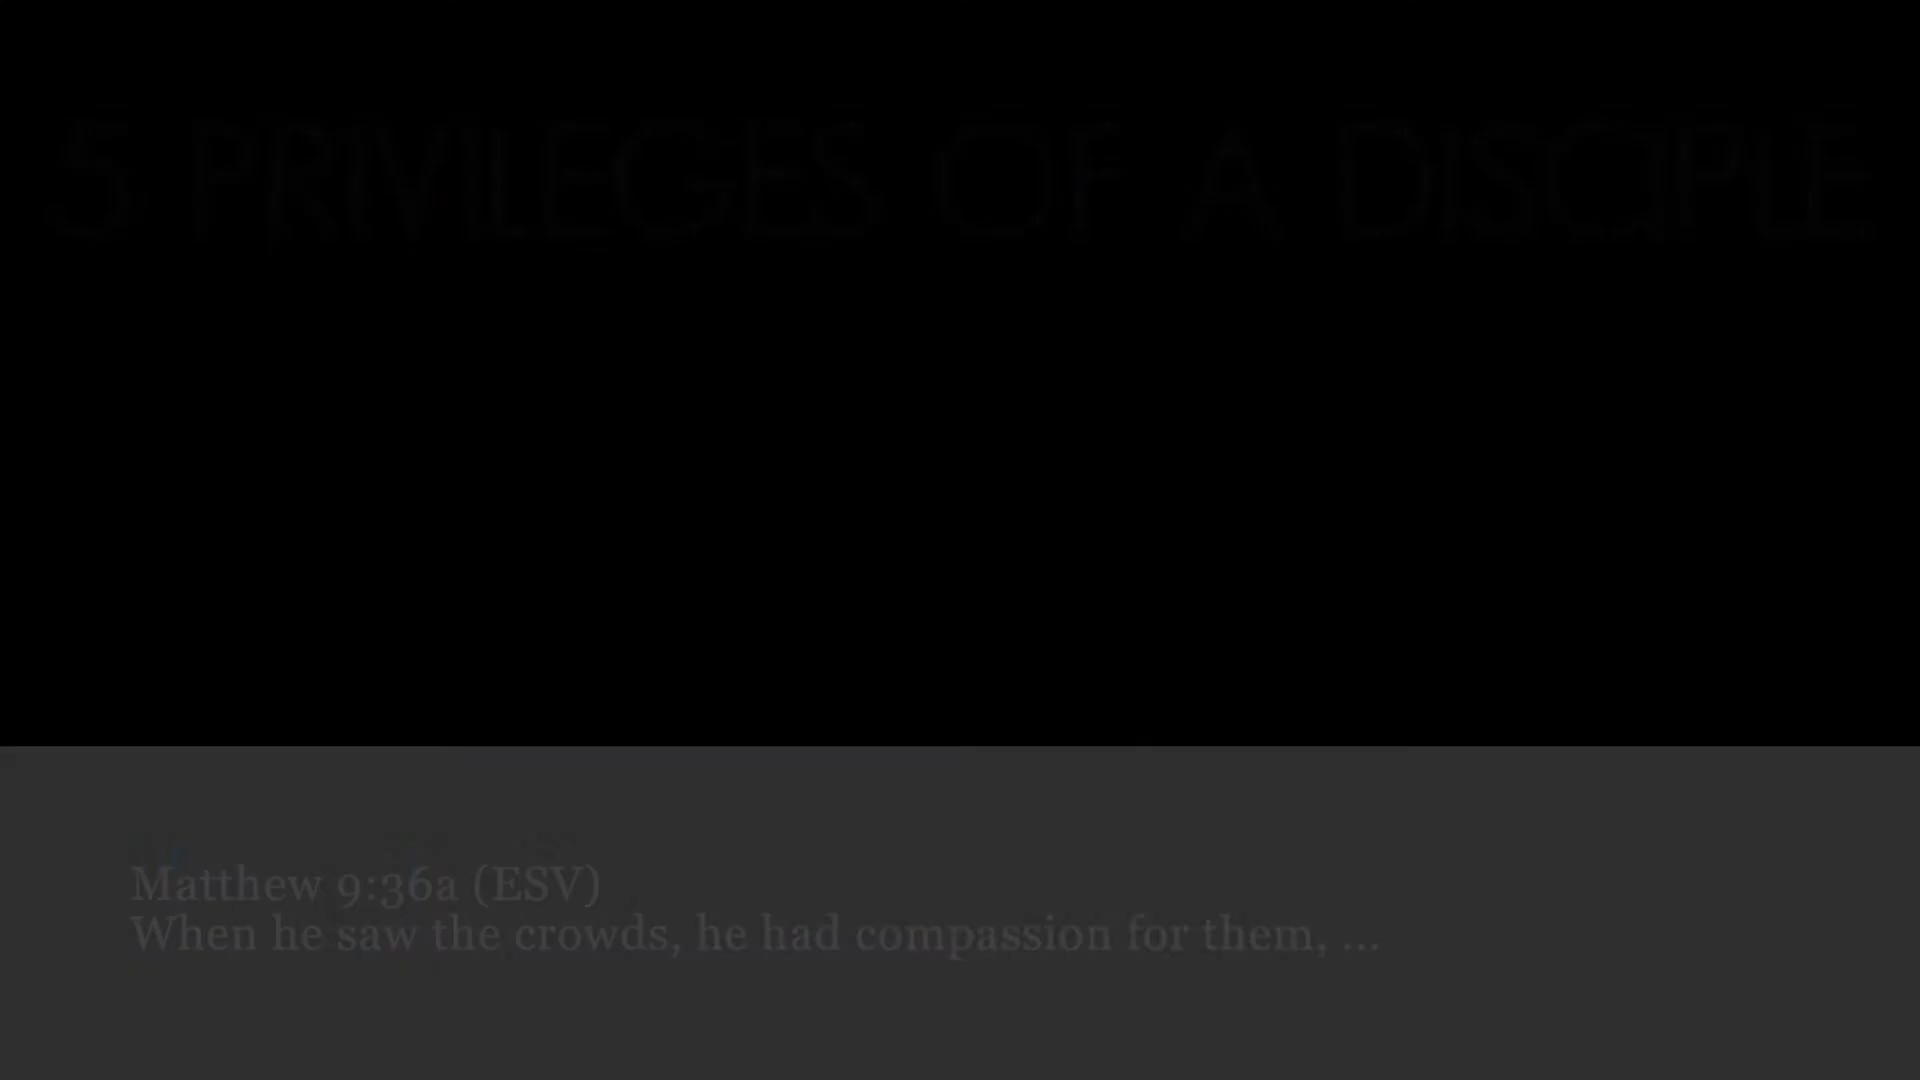 5 PRIVILEGES OF A DISCIPLE
Matthew 9:36a (ESV)
When he saw the crowds, he had compassion for them, ...